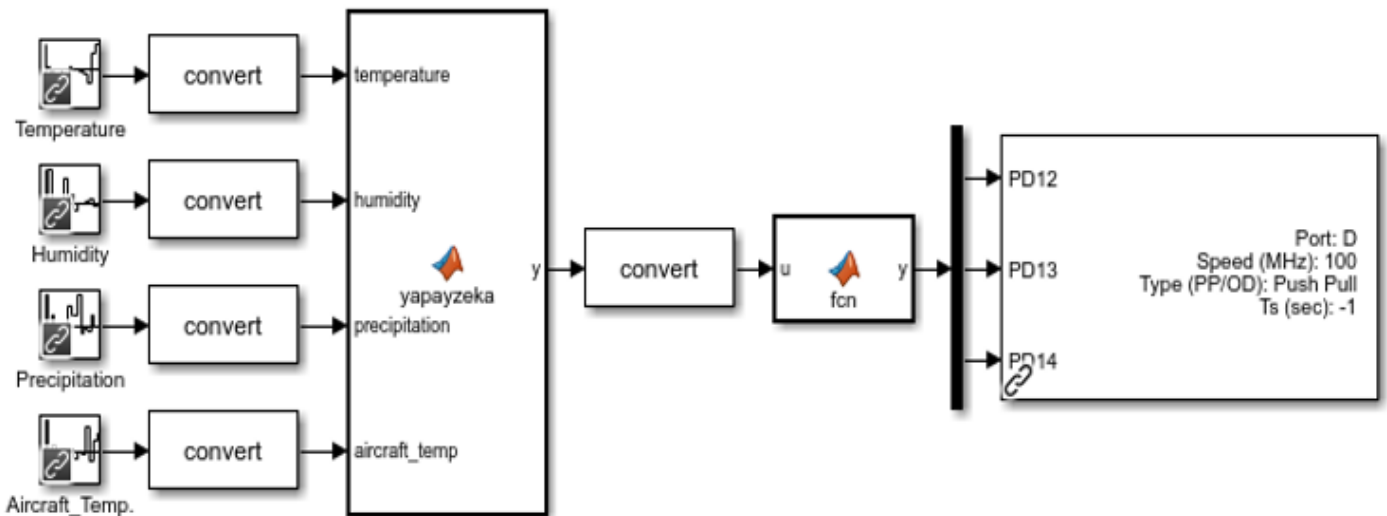 convert
temperature
Temperature
convert
humidity
Humidity
yapayzeka
y
convert
u
fcn
y
PD12
PD13
PD14
Port: D
Speed (MHz): 100
Type (PP/OD): Push Pull
Ts (sec): -1
convert
precipitation
Precipitation
convert
aircraft_temp
Aircraft_Temp.